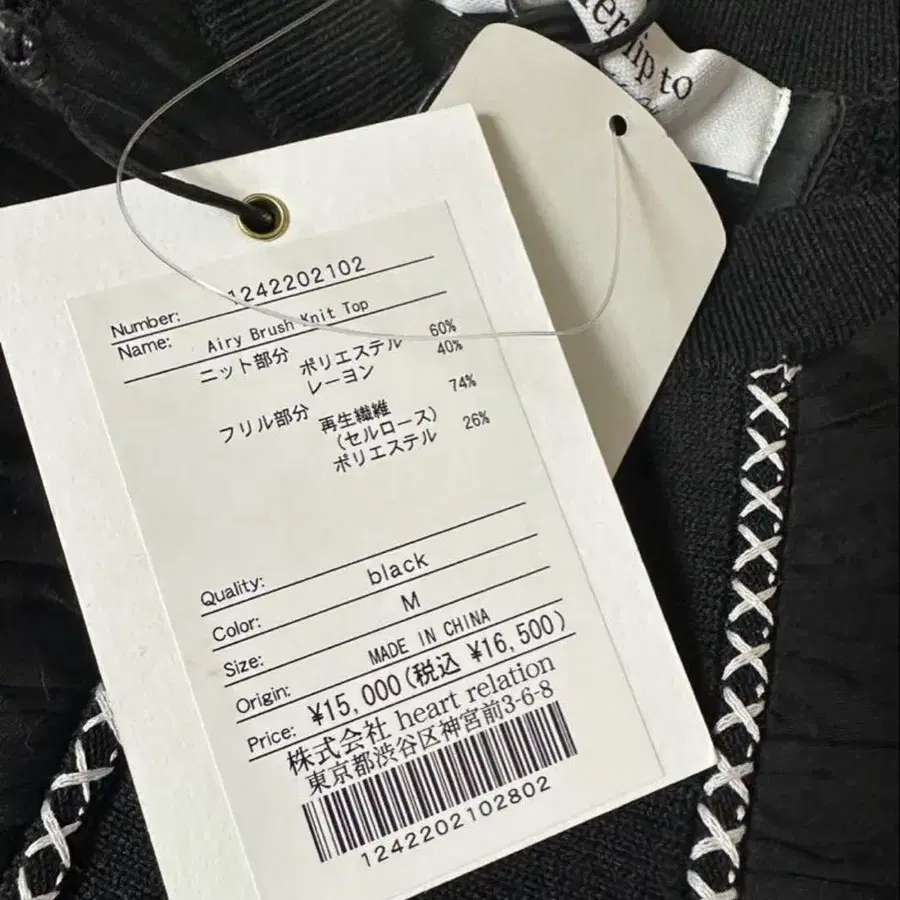 Herlip to
Number: 1242202102
Name: Airy Brush Knit Top
ニット部分 ポリエステル 60%
レーヨン 40%
フリル部分 再生繊維 74%
(セルロース)
ポリエステル 26%
Quality:
Color: black
Size: M
Origin: MADE IN CHINA
Price: ¥15,000(税込 ¥16,500)
株式会社 heart relation
東京都渋谷区神宮前3-6-8
1242202102802